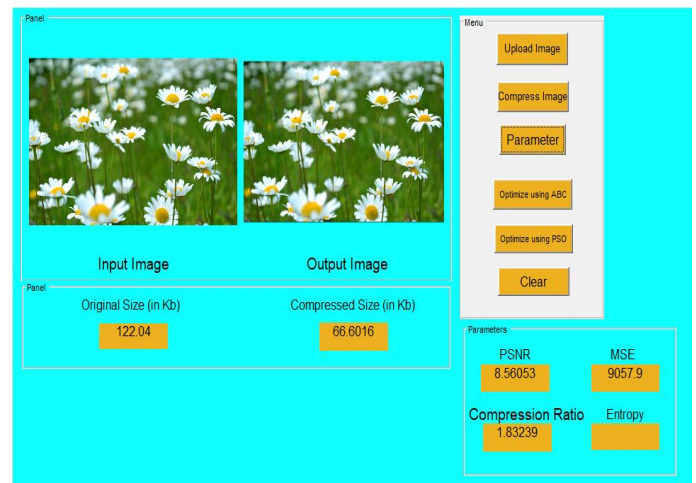 Panel
Input Image
Output Image
Panel
Original Size (in Kb)
Compressed Size (in Kb)
122.04
66.6016
Menu
Upload Image
Compress Image
Parameter
Optimize using ABC
Optimize using PSO
Clear
Parameters
PSNR
MSE
8.56053
9057.9
Compression Ratio
Entropy
1.83239